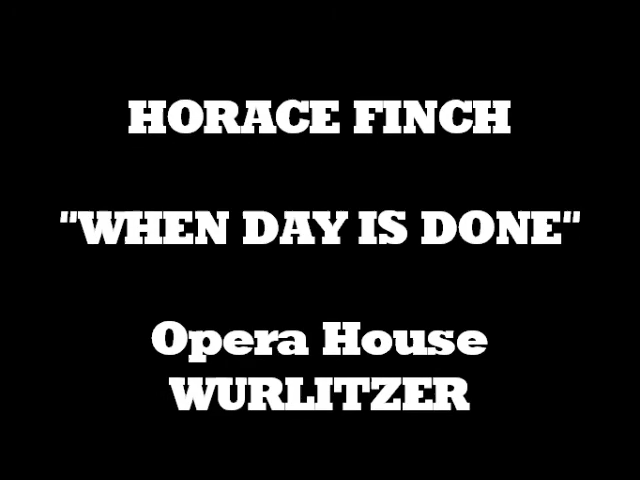 HORACE FINCH
"WHEN DAY IS DONE"
Opera House
WURLITZER